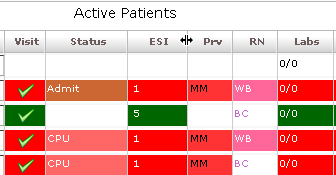 Active Patients
Visit Status ESI Prv RN Labs
0/0
Admit 1 MM WB 0/0
5 BC 0/0
CPU 1 MM WB 0/0
CPU 1 MM BC 0/0